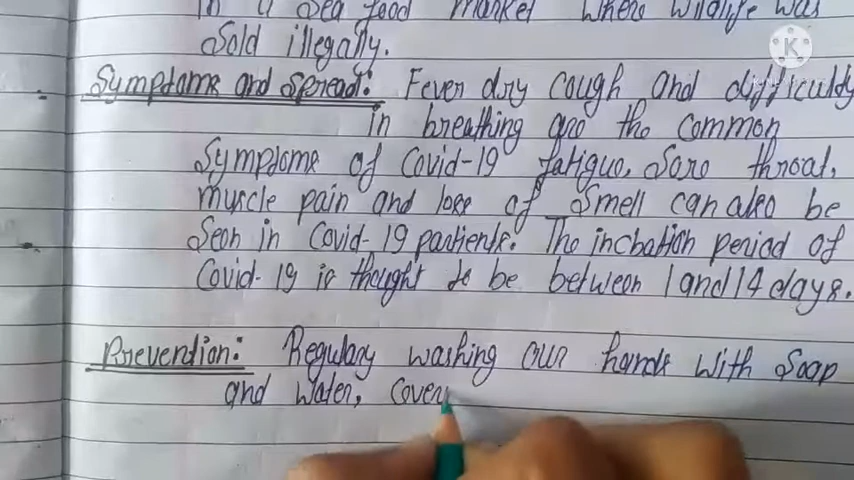 in a sea food market where wildlife was
sold illegally.
Symptoms and spread: Fever dry cough and difficulty
in breathing are the common
symptoms of Covid-19 fatigue, Sore throat,
muscle pain and loss of smell can also be
seen in Covid-19 patients. The incbation period of
Covid-19 is thought to be between 1 and 14 days.
Prevention: Regulary washing our hands with soap
and water, Cover
K